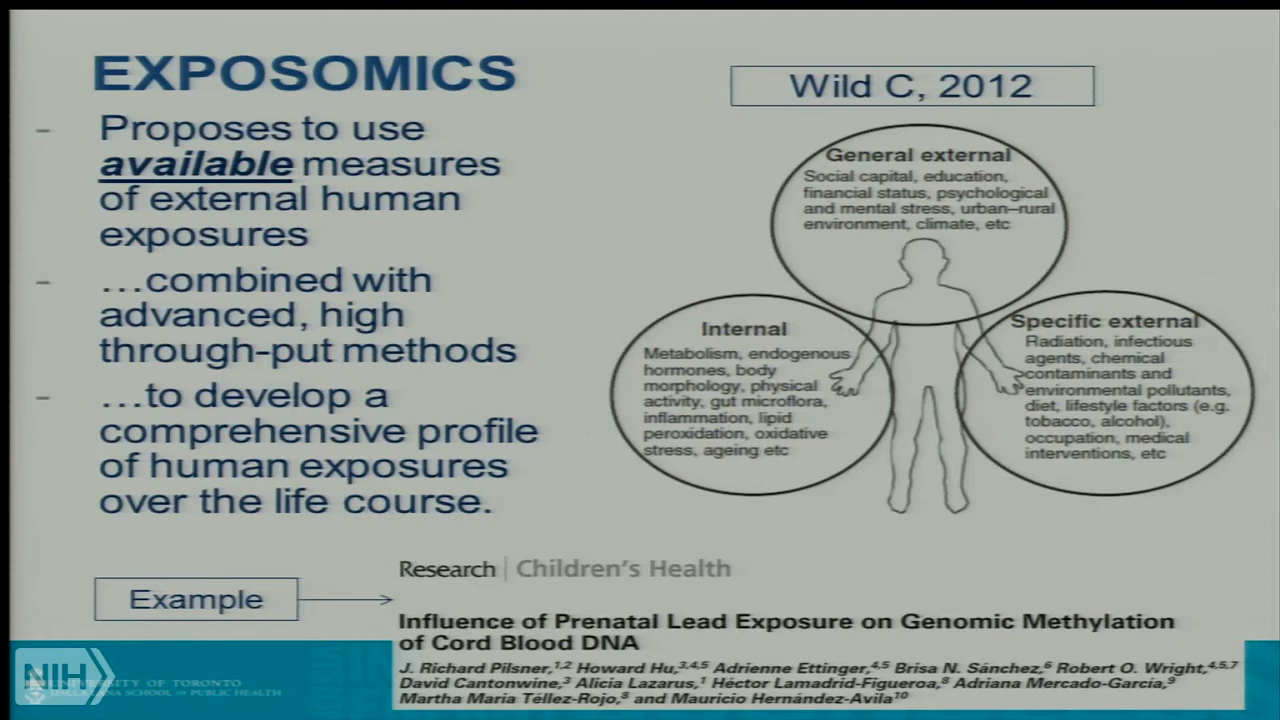 EXPOSOMICS
- Proposes to use
available measures
of external human
exposures
- …combined with
advanced, high
through-put methods
- …to develop a
comprehensive profile
of human exposures
over the life course.
Wild C, 2012
General external
Social capital, education,
financial status, psychological
and mental stress, urban–rural
environment, climate, etc
Internal
Metabolism, endogenous
hormones, body
morphology, physical
activity, gut microflora,
inflammation, lipid
peroxidation, oxidative
stress, ageing etc
Specific external
Radiation, infectious
agents, chemical
contaminants and
environmental pollutants,
diet, lifestyle factors (e.g.
tobacco, alcohol),
occupation, medical
interventions, etc
Example
Research | Children's Health
Influence of Prenatal Lead Exposure on Genomic Methylation
of Cord Blood DNA
J. Richard Pilsner,1,2 Howard Hu,3,4,5 Adrienne Ettinger,4,5 Brisa N. Sánchez,6 Robert O. Wright,4,5,7
David Cantonwine,3 Alicia Lazarus,1 Héctor Lamadrid-Figueroa,8 Adriana Mercado-García,9
Martha Maria Téllez-Rojo,8 and Mauricio Hernández-Avila10
NIH
UNIVERSITY OF TORONTO
DALLA LANA SCHOOL OF PUBLIC HEALTH